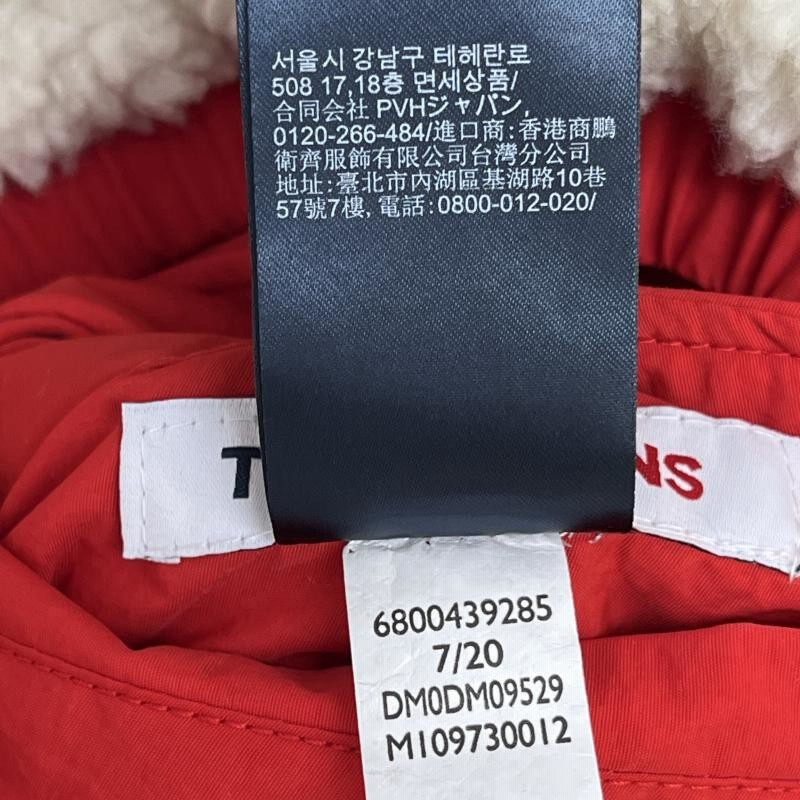 서울시 강남구 테헤란로
508 17,18층 면세상품/
合同会社 PVHジャパン,
0120-266-484/進口商:香港商鵬
衛齊服飾有限公司台灣分公司
地址:臺北市內湖區基湖路10巷
57號7樓,電話:0800-012-020/
T NS
6800439285
7/20
DM0DM09529
M109730012